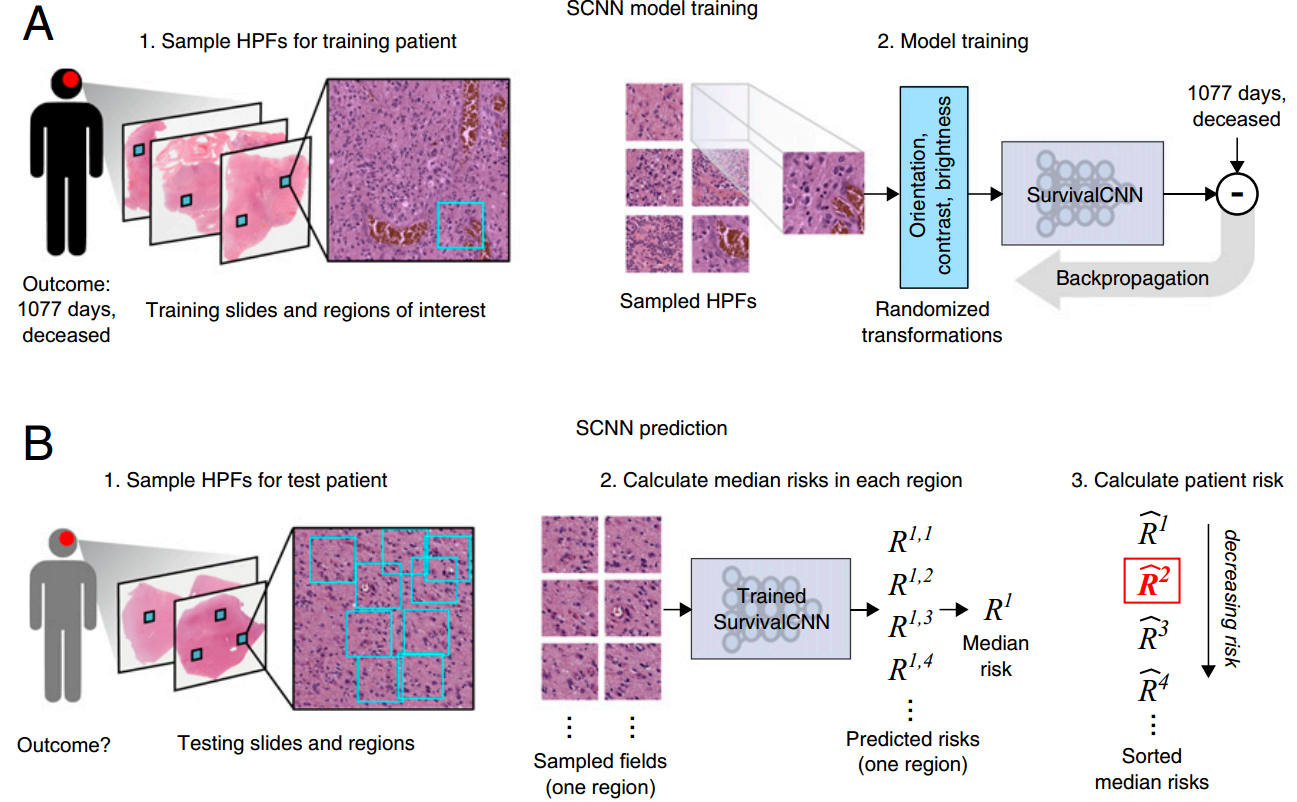 A
SCNN model training
1. Sample HPFs for training patient
2. Model training
Outcome:
1077 days,
deceased
Training slides and regions of interest
Sampled HPFs
Orientation,
contrast, brightness
Randomized
transformations
SurvivalCNN
1077 days,
deceased
-
Backpropagation
B
SCNN prediction
1. Sample HPFs for test patient
2. Calculate median risks in each region
3. Calculate patient risk
Outcome?
Testing slides and regions
⋮ ⋮
Sampled fields
(one region)
Trained
SurvivalCNN
R^{1,1}
R^{1,2}
R^{1,3}
R^{1,4}
⋮
Predicted risks
(one region)
R^1
Median
risk
\widehat{R}^1
\widehat{R}^2
\widehat{R}^3
\widehat{R}^4
⋮
decreasing risk
Sorted
median risks